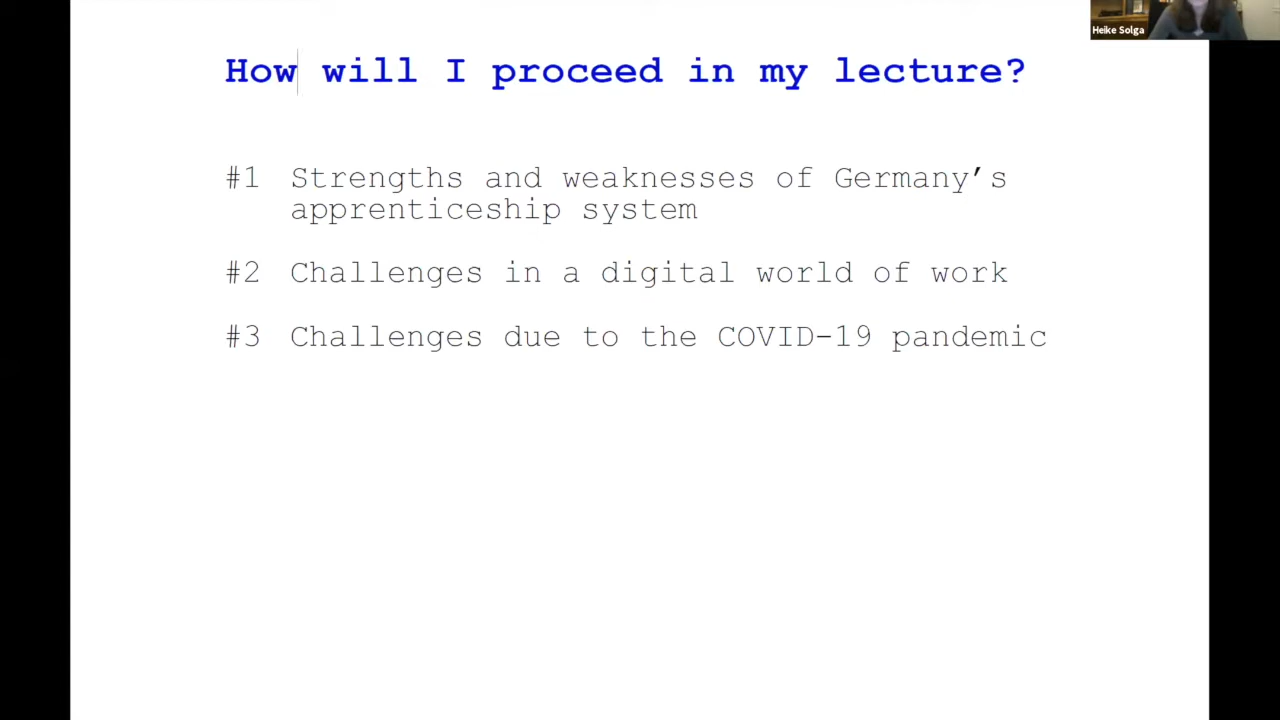 Heike Solga
How will I proceed in my lecture?
#1 Strengths and weaknesses of Germany’s
apprenticeship system
#2 Challenges in a digital world of work
#3 Challenges due to the COVID-19 pandemic